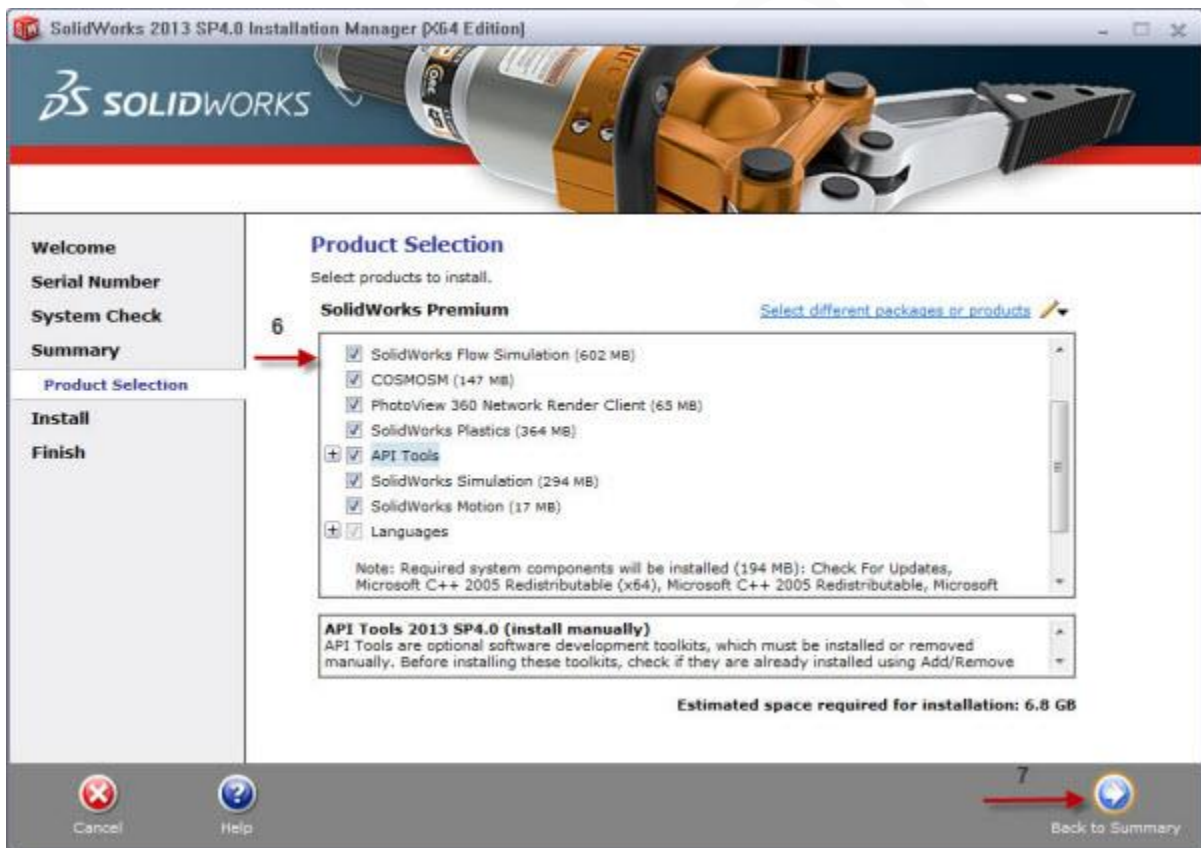 SolidWorks 2013 SP4.0 Installation Manager (X64 Edition)
SOLIDWORKS
Welcome
Serial Number
System Check
Summary
Product Selection
Install
Finish
Product Selection
Select products to install.
SolidWorks Premium
Select different packages or products
6
SolidWorks Flow Simulation (602 MB)
COSMOSM (147 MB)
PhotoView 360 Network Render Client (65 MB)
SolidWorks Plastics (364 MB)
API Tools
SolidWorks Simulation (294 MB)
SolidWorks Motion (17 MB)
Languages
Note: Required system components will be installed (194 MB): Check For Updates,
Microsoft C++ 2005 Redistributable (x64), Microsoft C++ 2005 Redistributable, Microsoft
API Tools 2013 SP4.0 (install manually)
API Tools are optional software development toolkits, which must be installed or removed
manually. Before installing these toolkits, check if they are already installed using Add/Remove
Estimated space required for installation: 6.8 GB
7
Cancel
Help
Back to Summary